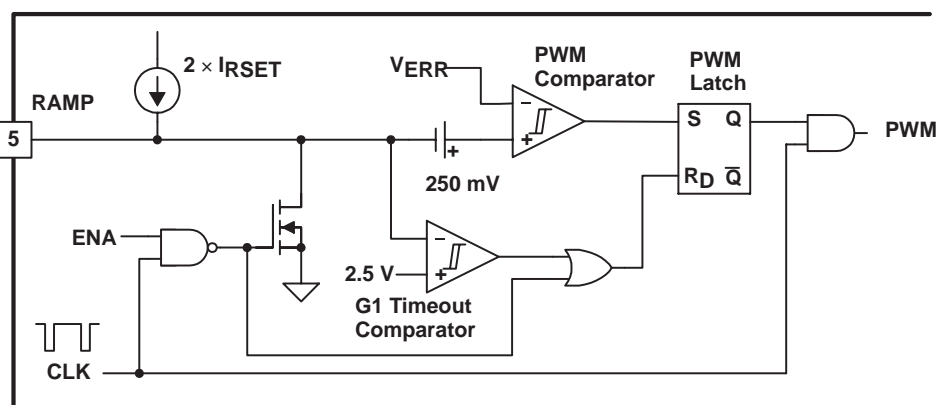 2 × IRSET
RAMP
5
VERR
−
+
PWM
Comparator
PWM
Latch
S Q
RD Q̅
PWM
+
250 mV
ENA
−
2.5 V
+
G1 Timeout
Comparator
CLK